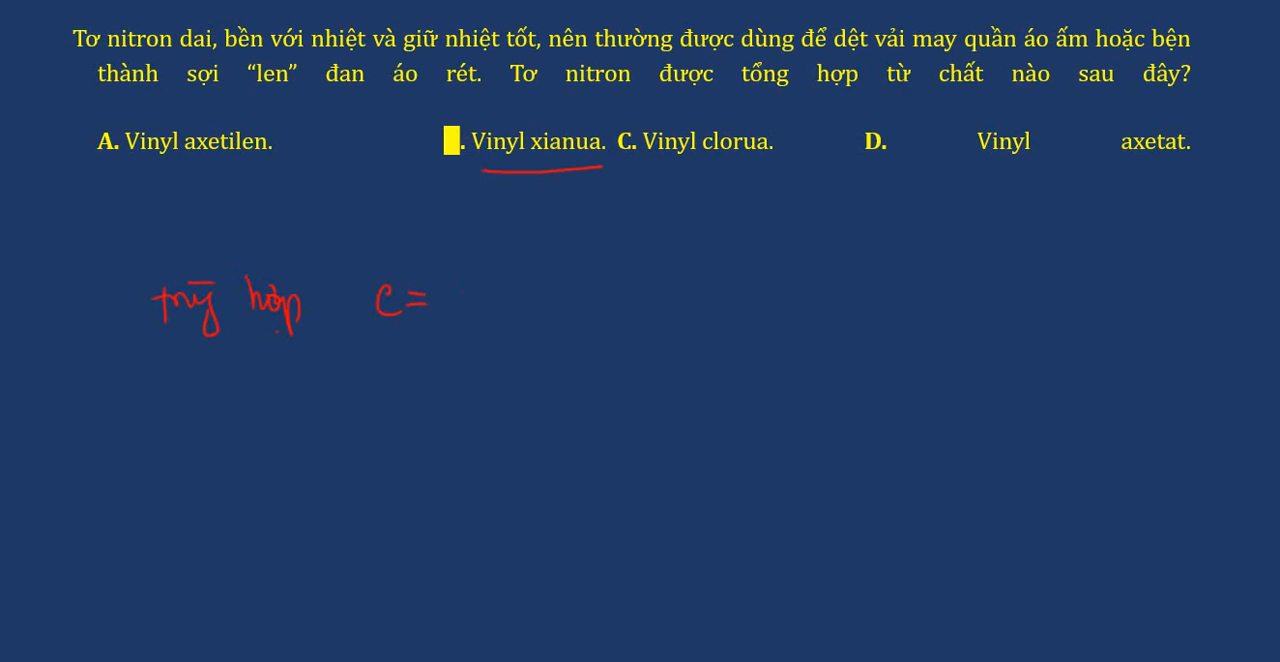 Tơ nitron dai, bền với nhiệt và giữ nhiệt tốt, nên thường được dùng để dệt vải may quần áo ấm hoặc bện
thành sợi “len” đan áo rét. Tơ nitron được tổng hợp từ chất nào sau đây?
A. Vinyl axetilen. . Vinyl xianua. C. Vinyl clorua. D. Vinyl axetat.
hợp C=